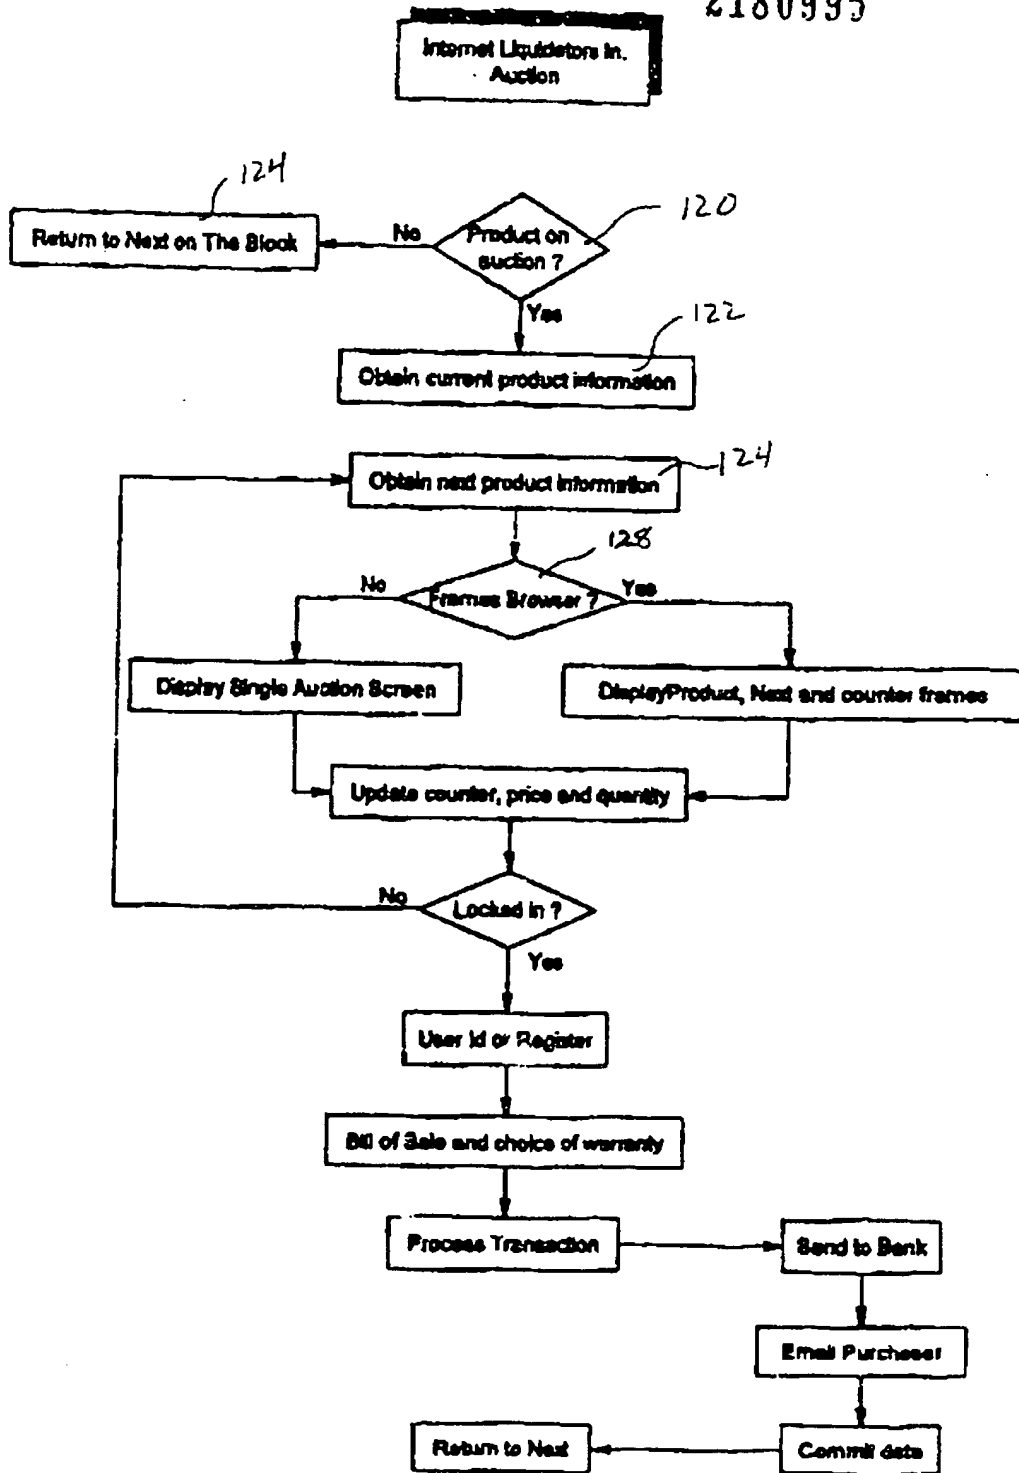 2180995
Internet Liquidators In.
Auction
124
Return to Next on The Block
No
Product on
auction ?
120
Yes
122
Obtain current product information
Obtain next product information
124
128
No
Frames Browser ?
Yes
Display Single Auction Screen
DisplayProduct, Next and counter frames
Update counter, price and quantity
No
Locked in ?
Yes
User Id or Register
Bill of Sale and choice of warranty
Process Transaction
Send to Bank
Email Purchaser
Return to Next
Commit data